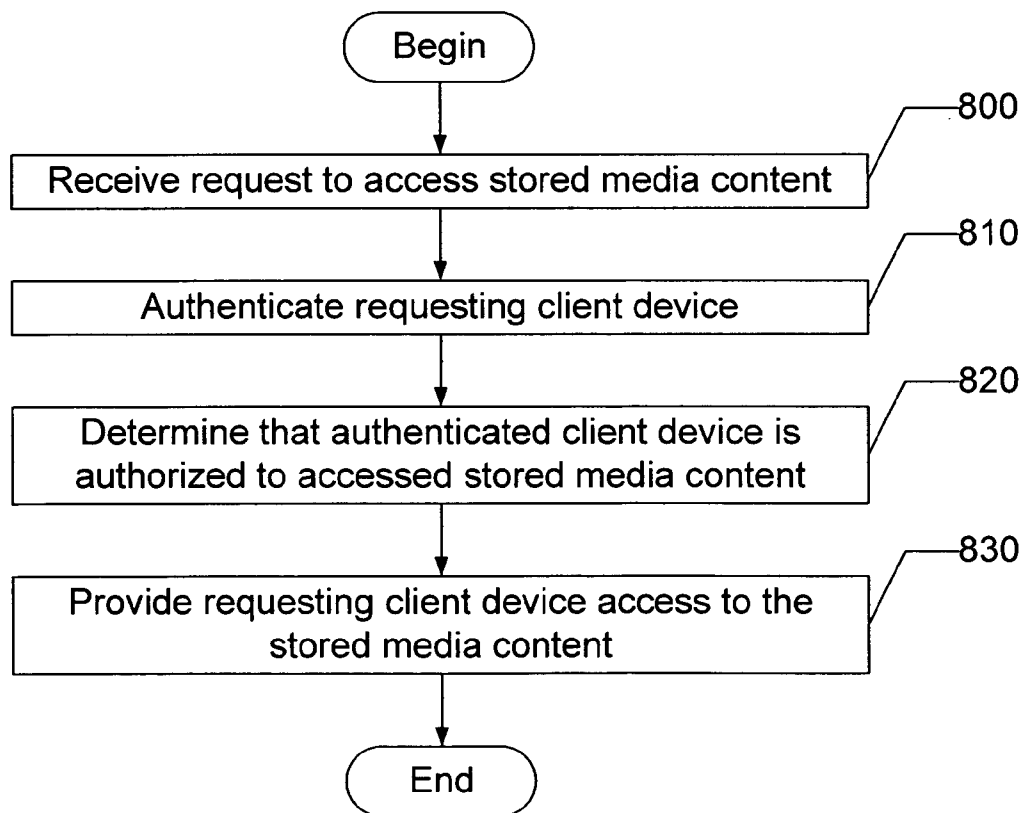 Begin
800
Receive request to access stored media content
810
Authenticate requesting client device
820
Determine that authenticated client device is
authorized to accessed stored media content
830
Provide requesting client device access to the
stored media content
End